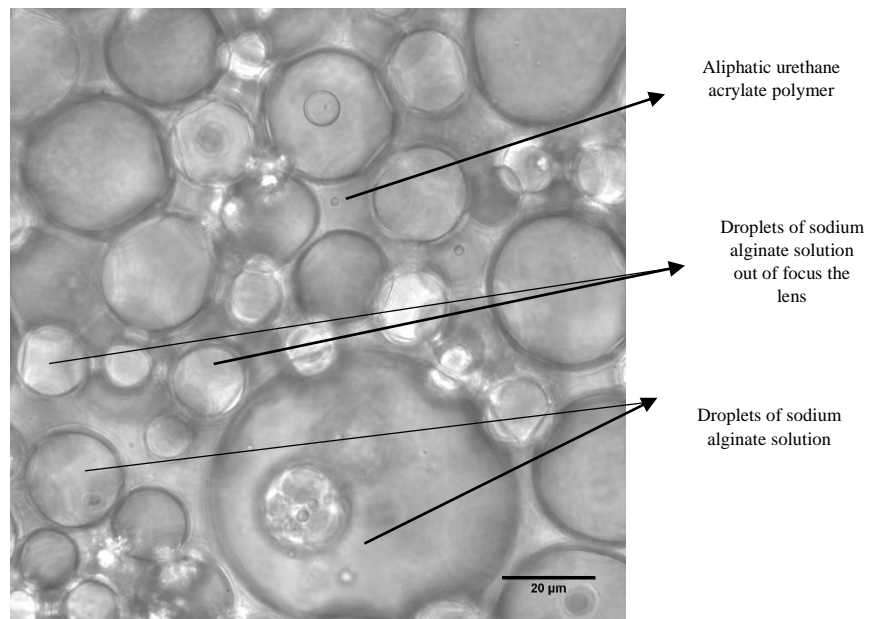 Aliphatic urethane
acrylate polymer
Droplets of sodium
alginate solution
out of focus the
lens
Droplets of sodium
alginate solution
20 µm